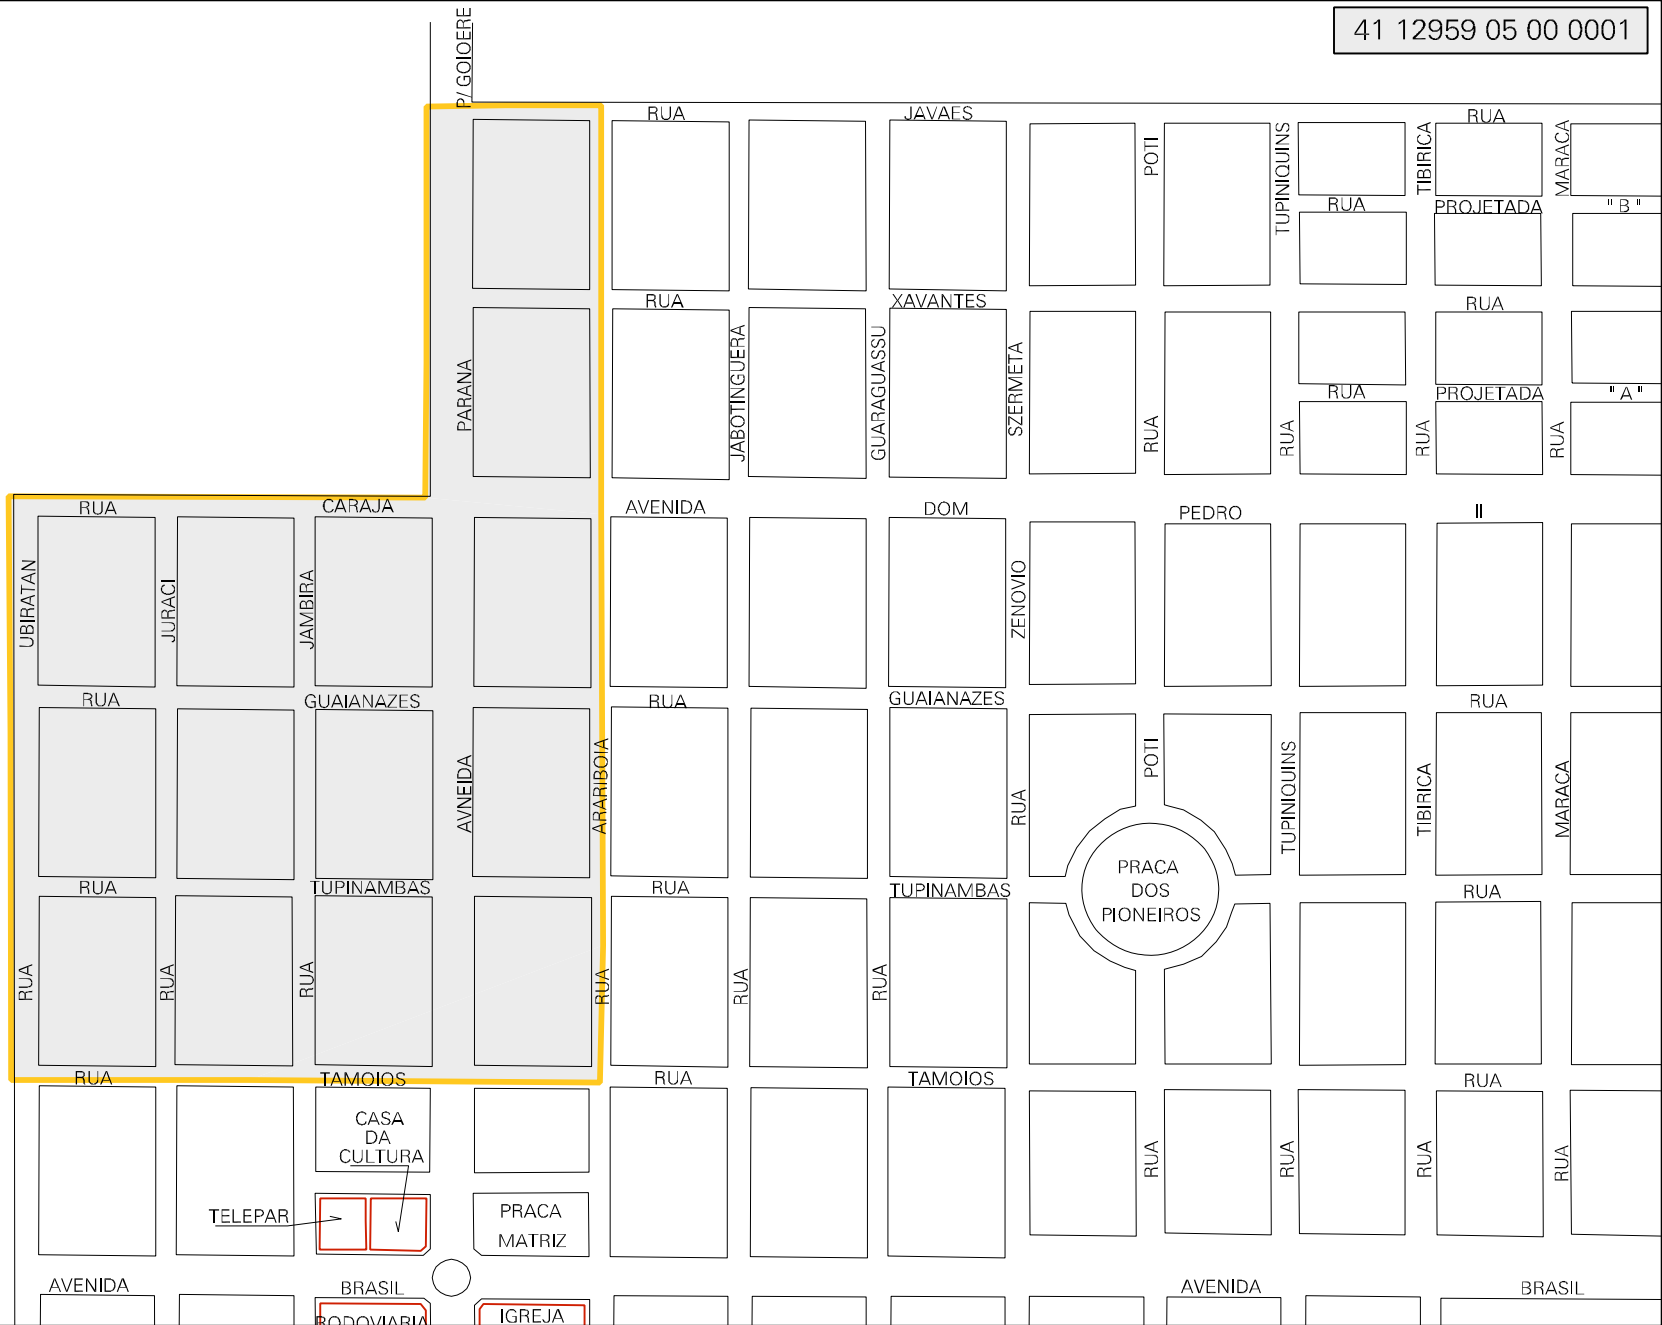 41 12959 05 00 0001
P/ GOIOERE
RUA JAVAES RUA
POTI
TUPINIQUINS
TIBIRICA
MARACA
RUA PROJETADA "B"
RUA XAVANTES RUA
PARANA
JABOTINGUERA
GUARAGUASSU
SZERMETA
RUA PROJETADA "A"
RUA
RUA
RUA
RUA
RUA CARAJA AVENIDA DOM PEDRO II
UBIRATAN
JURACI
JAMBIRA
ZENOVIO
RUA GUAIANAZES RUA GUAIANAZES RUA
AVNEIDA
ARARIBOIA
RUA
POTI
TUPINIQUINS
TIBIRICA
MARACA
PRACA
DOS
PIONEIROS
RUA TUPINAMBAS RUA TUPINAMBAS RUA
RUA
RUA
RUA
RUA
RUA
RUA
RUA TAMOIOS RUA TAMOIOS RUA
CASA
DA
CULTURA
RUA
RUA
RUA
RUA
TELEPAR
PRACA
MATRIZ
AVENIDA BRASIL AVENIDA BRASIL
RODOVIARIA
IGREJA